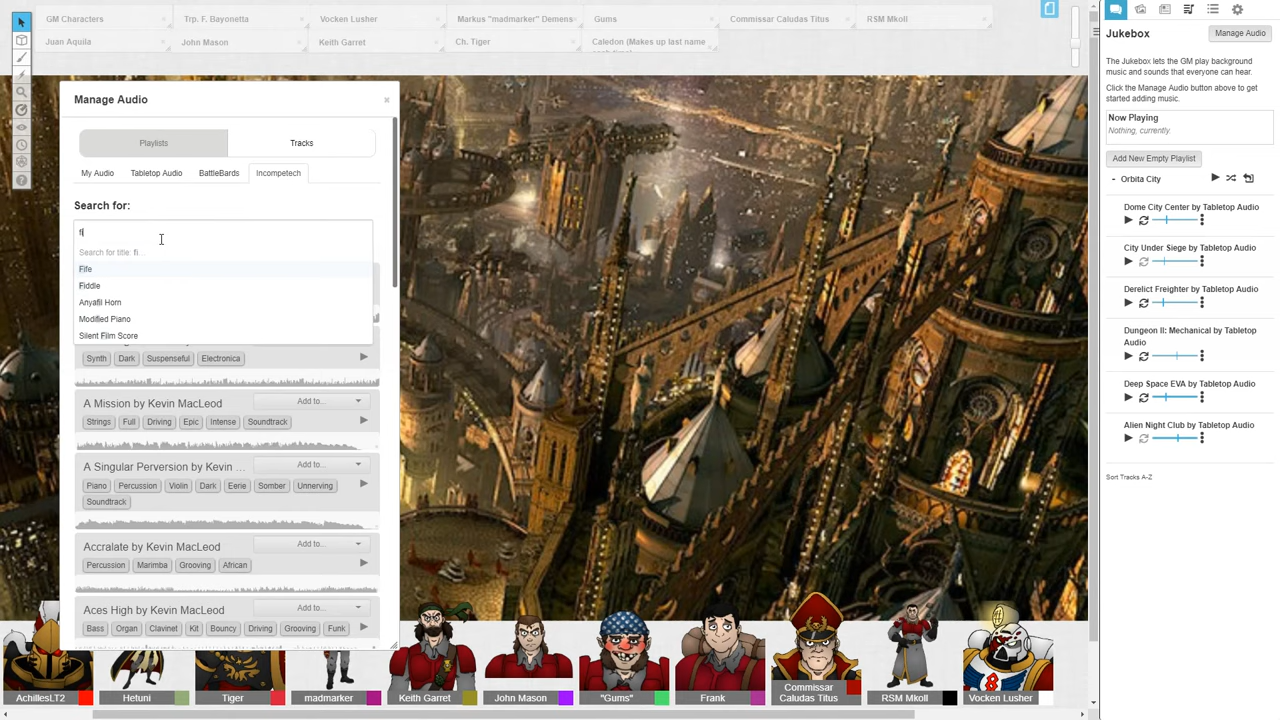 GM Characters
Trp. F. Bayonetta
Vocken Lusher
Markus "madmarker" Demens
Gums
Commissar Caludas Titus
RSM Mkoll
Juan Aquila
John Mason
Keith Garret
Ch. Tiger
Caledon (Makes up last name
Manage Audio
×
Playlists
Tracks
My Audio
Tabletop Audio
BattleBards
Incompetech
Search for:
fi
Search for title: fi...
Fife
Fiddle
Anyafil Horn
Modified Piano
Silent Film Score
Synth
Dark
Suspenseful
Electronica
A Mission by Kevin MacLeod
Add to...
Strings
Full
Driving
Epic
Intense
Soundtrack
A Singular Perversion by Kevin ...
Add to...
Piano
Percussion
Violin
Dark
Eerie
Somber
Unnerving
Soundtrack
Accralate by Kevin MacLeod
Add to...
Percussion
Marimba
Grooving
African
Aces High by Kevin MacLeod
Add to...
Bass
Organ
Clavinet
Kit
Bouncy
Driving
Grooving
Funk
AchillesLT2
Hetuni
Tiger
madmarker
Keith Garret
John Mason
"Gums"
Frank
Commissar
Caludas Titus
RSM Mkoll
Vocken Lusher
Jukebox
Manage Audio
The Jukebox lets the GM play background
music and sounds that everyone can hear.
Click the Manage Audio button above to get
started adding music.
Now Playing
Nothing, currently.
Add New Empty Playlist
- Orbita City
Dome City Center by Tabletop Audio
City Under Siege by Tabletop Audio
Derelict Freighter by Tabletop Audio
Dungeon II: Mechanical by Tabletop
Audio
Deep Space EVA by Tabletop Audio
Alien Night Club by Tabletop Audio
Sort Tracks A-Z